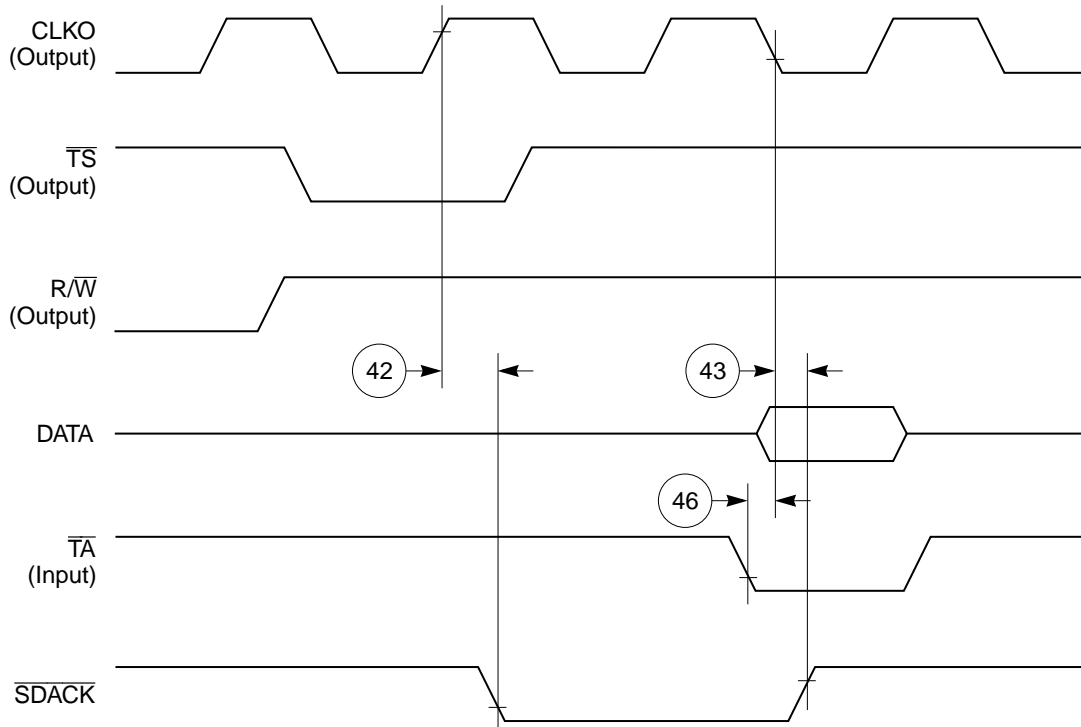 CLKO
(Output)
TS
(Output)
R/W
(Output)
42
43
DATA
46
TA
(Input)
SDACK